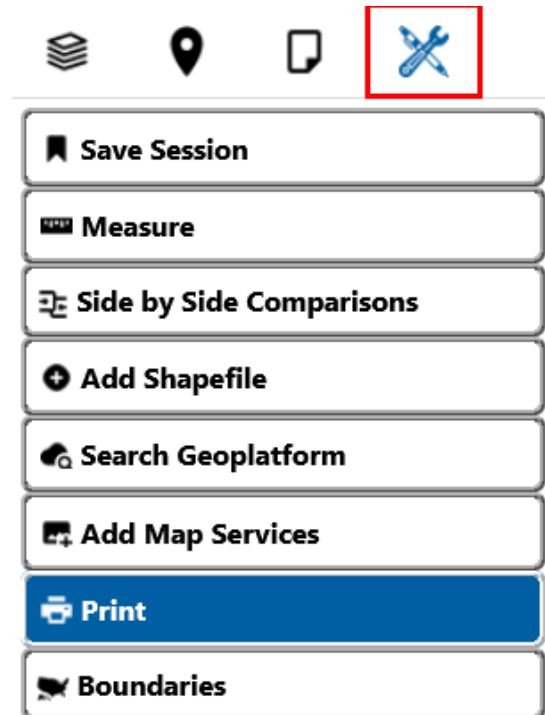 Save Session
Measure
Side by Side Comparisons
Add Shapefile
Search Geoplatform
Add Map Services
Print
Boundaries